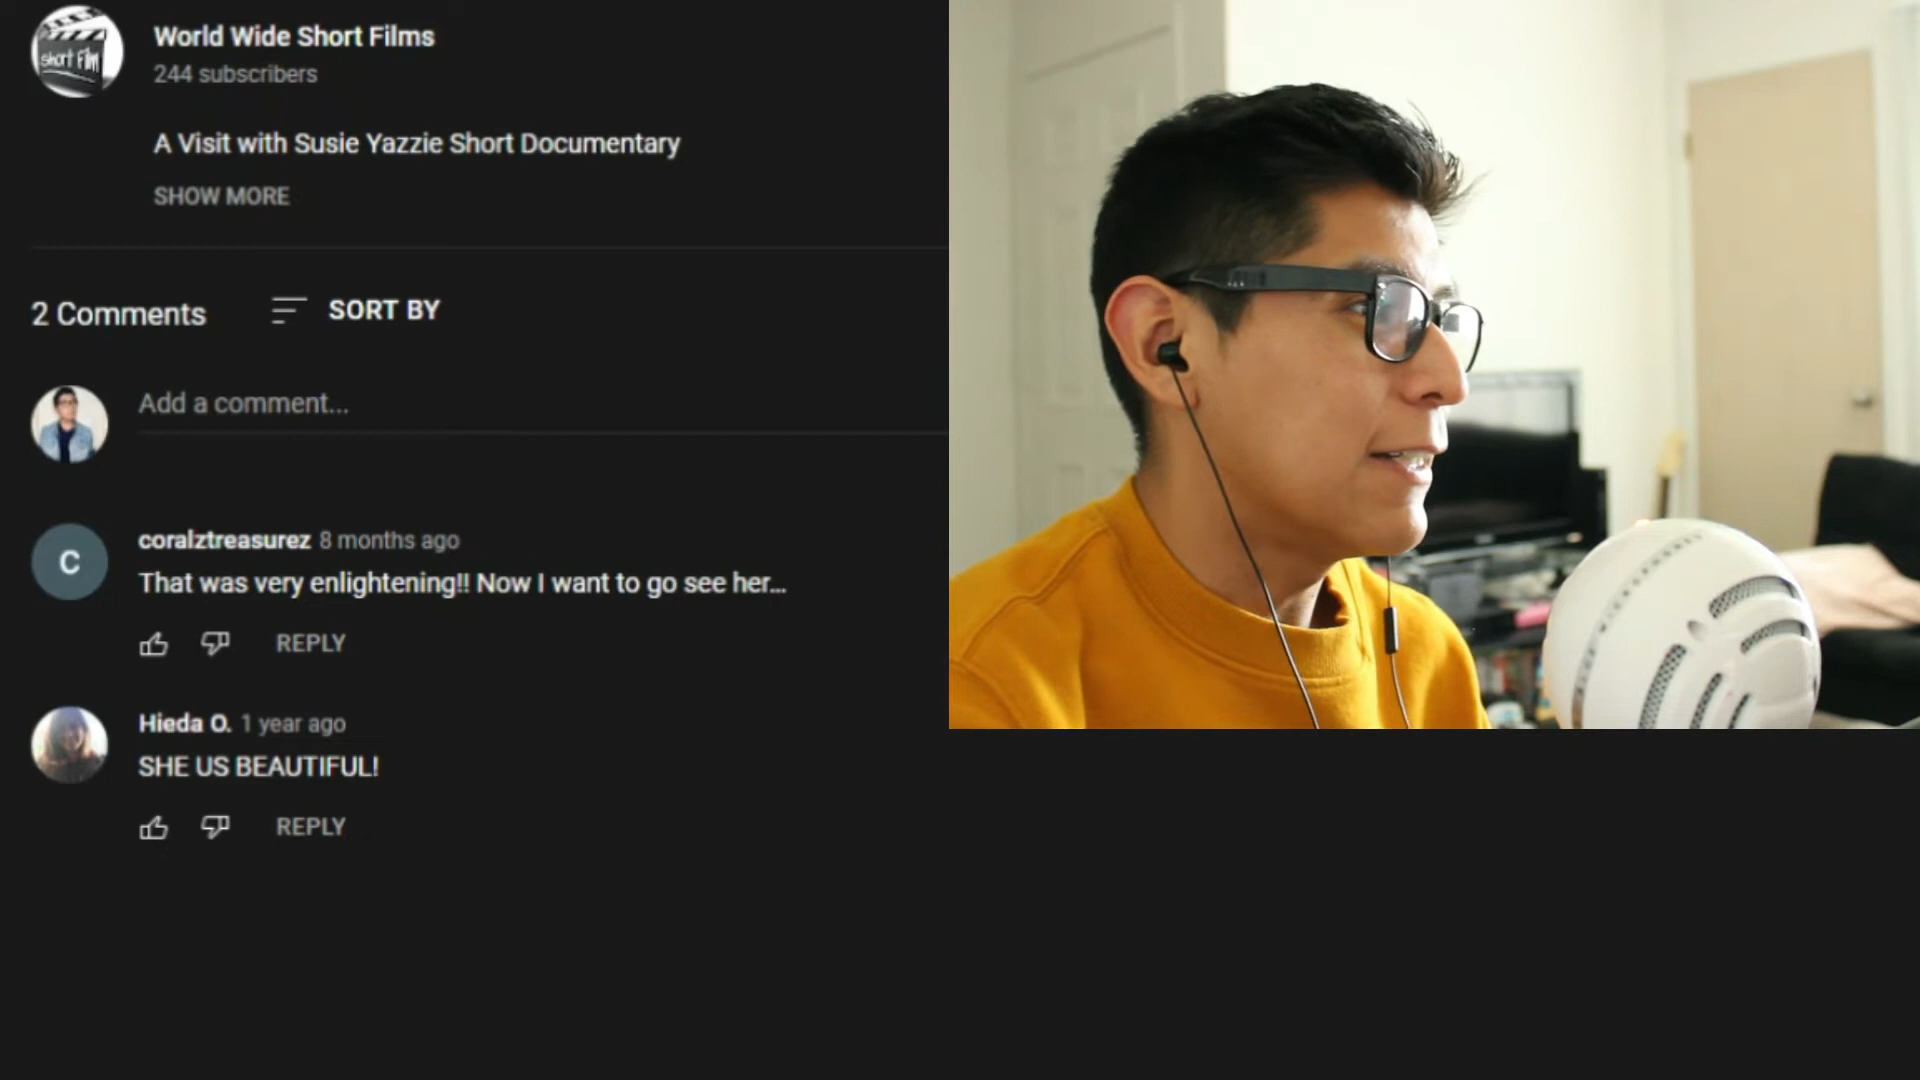 short Film
World Wide Short Films
244 subscribers
A Visit with Susie Yazzie Short Documentary
SHOW MORE
2 Comments
SORT BY
Add a comment...
C
coralztreasurez 8 months ago
That was very enlightening!! Now I want to go see her...
REPLY
Hieda O. 1 year ago
SHE US BEAUTIFUL!
REPLY